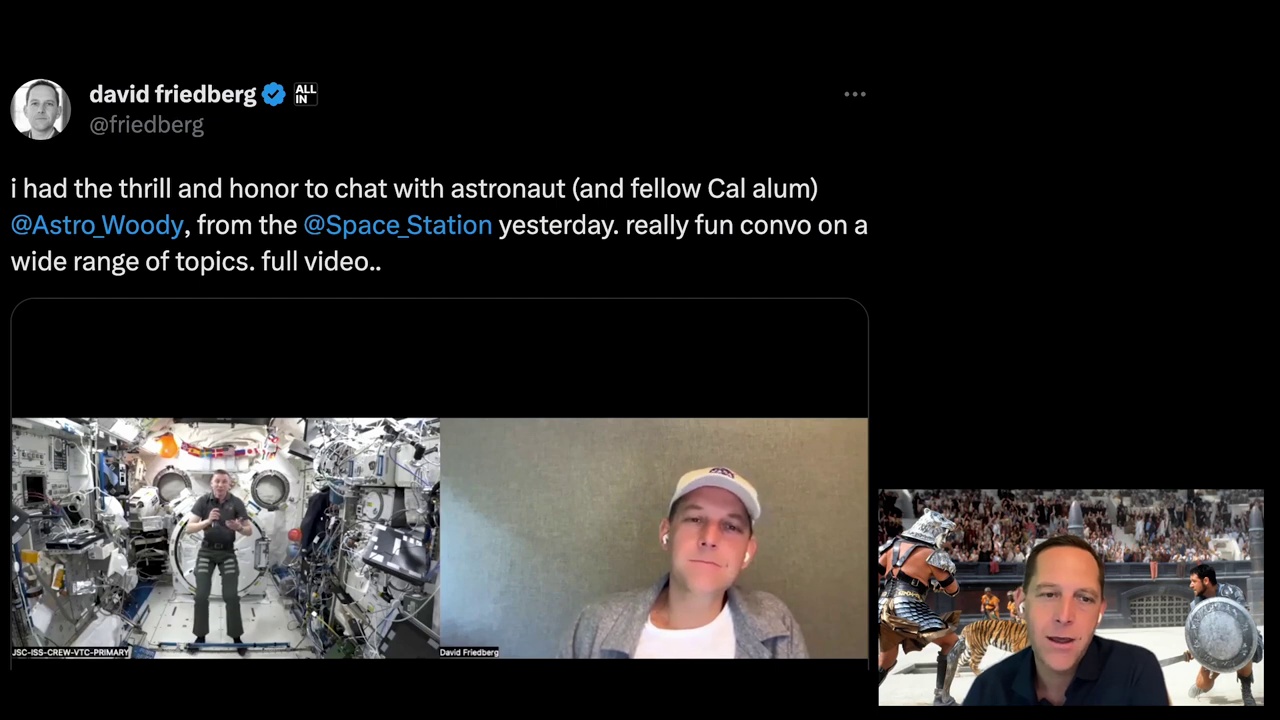 david friedberg ALL IN
@friedberg
i had the thrill and honor to chat with astronaut (and fellow Cal alum)
@Astro_Woody, from the @Space_Station yesterday. really fun convo on a
wide range of topics. full video..
JSC-ISS-CREW-VTC-PRIMARY
David Friedberg